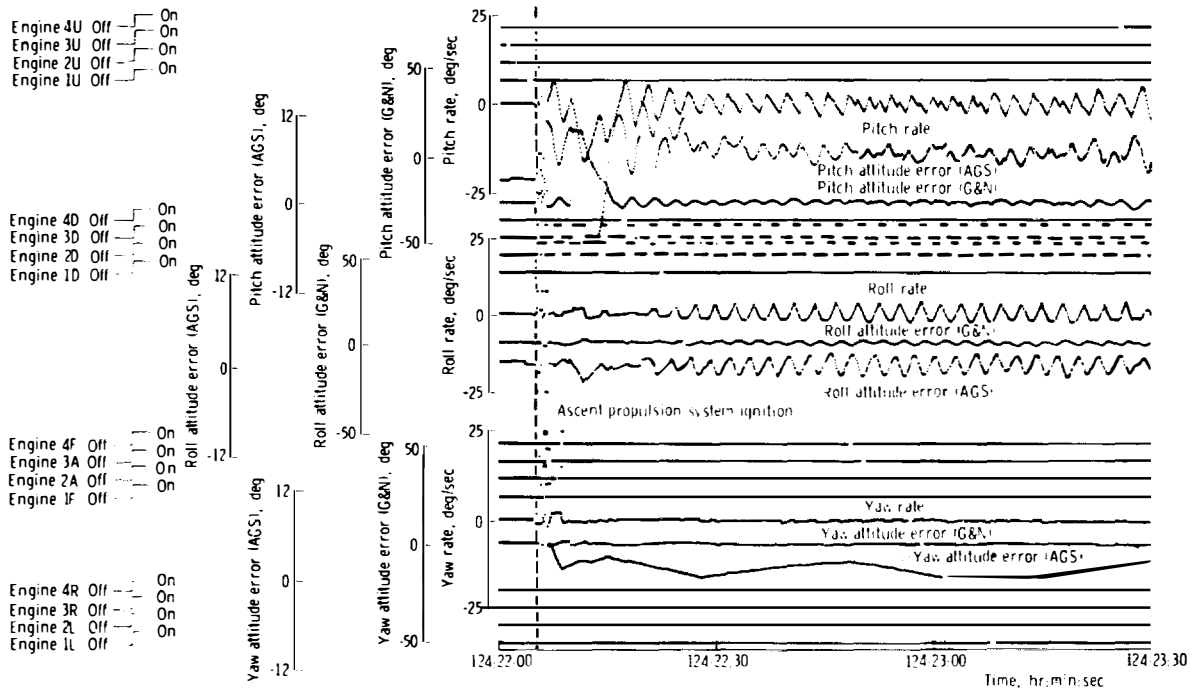 Engine 4U Off On
Engine 3U Off On
Engine 2U Off On
Engine 1U Off On
Engine 4D Off On
Engine 3D Off On
Engine 2D Off On
Engine 1D Off
Engine 4F Off On
Engine 3A Off On
Engine 2A Off On
Engine 1F Off
Engine 4R Off On
Engine 3R Off On
Engine 2L Off On
Engine 1L Off
Roll attitude error (AGS), deg
12
0
-12
Pitch attitude error (AGS), deg
12
0
-12
Yaw attitude error (AGS), deg
12
0
-12
Roll attitude error (G&N), deg
50
0
-50
Pitch attitude error (G&N), deg
50
0
-50
Yaw attitude error (G&N), deg
50
0
-50
Pitch rate, deg/sec
0
-25
Roll rate, deg/sec
25
0
-25
Yaw rate, deg/sec
25
0
-25
Pitch rate
Pitch attitude error (AGS)
Pitch attitude error (G&N)
Roll rate
Roll attitude error (G&N)
Roll attitude error (AGS)
Ascent propulsion system ignition
Yaw rate
Yaw attitude error (G&N)
Yaw attitude error (AGS)
124:22:00 124:22:30 124:23:00 124:23:30
Time, hr:min:sec